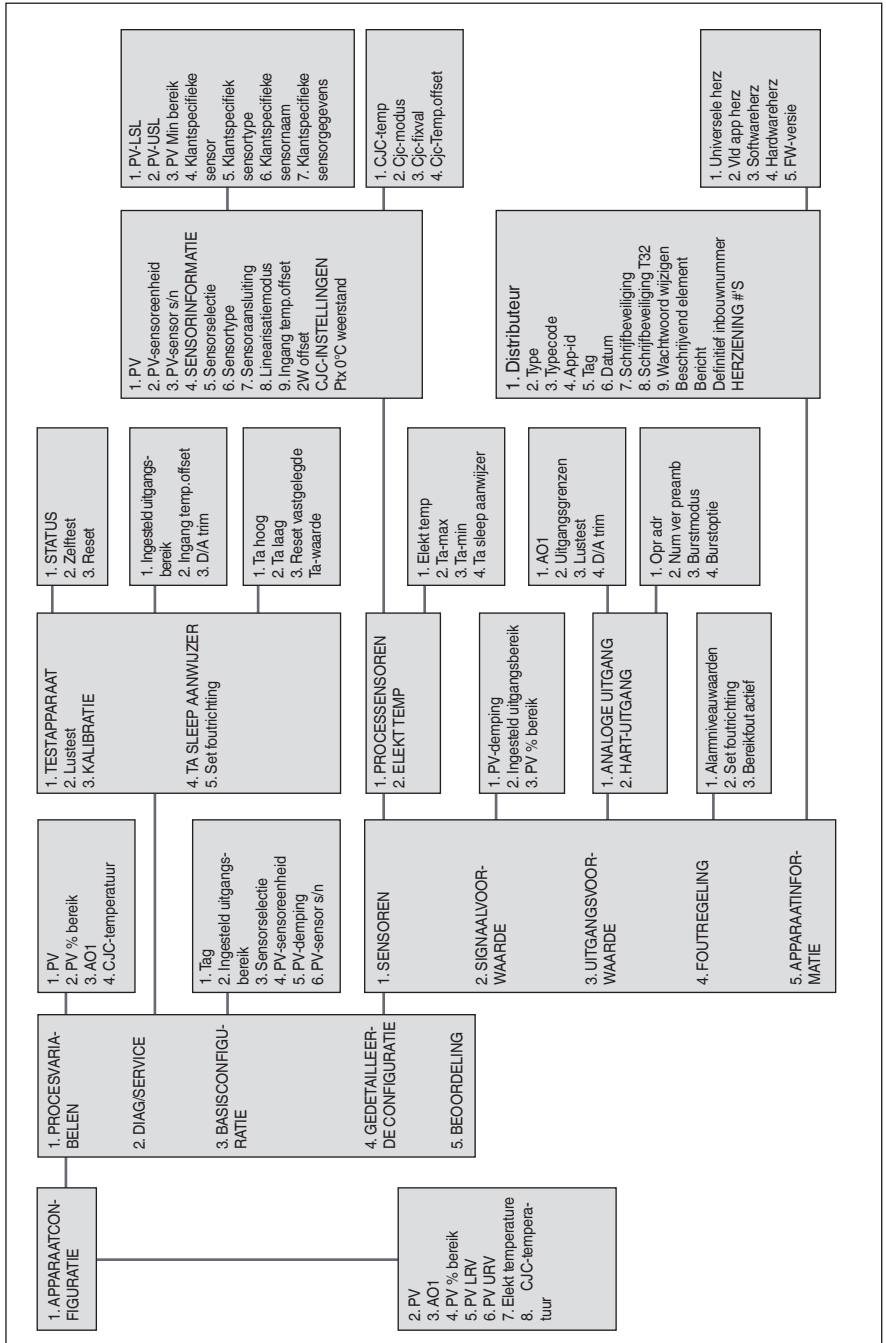 1. APPARAATCON-
FIGURATIE
2. PV
3. AO1
4. PV % bereik
5. PV LRV
6. PV URV
7. Elekt temperature
8. CJC-tempera-
tuur
1. PROCESVARIA-
BELEN
2. DIAG/SERVICE
3. BASISCONFIGU-
RATIE
4. GEDETAILLEER-
DE CONFIGURATIE
5. BEOORDELING
1. PV
2. PV % bereik
3. AO1
4. CJC-temperatuur
1. Tag
2. Ingesteld uitgangs-
bereik
3. Sensorselectie
4. PV-sensoreenheid
5. PV-demping
6. PV-sensor s/n
1. SENSOREN
2. SIGNAALVOOR-
WAARDE
3. UITGANGSVOOR-
WAARDE
4. FOUTREGELING
5. APPARAATINFOR-
MATIE
1. TESTAPPARAAT
2. Lustest
3. KALIBRATIE
4. TA SLEEP AANWIJZER
5. Set foutrichting
1. PROCESSENSOREN
2. ELEKT TEMP
1. PV-demping
2. Ingesteld uitgangsbereik
3. PV % bereik
1. ANALOGE UITGANG
2. HART-UITGANG
1. Alarmniveauwaarden
2. Set foutrichting
3. Bereikfout actief
1. STATUS
2. Zelftest
3. Reset
1. Ingesteld uitgangs-
bereik
2. Ingang temp.offset
3. D/A trim
1. Ta hoog
2. Ta laag
3. Reset vastgelegde
Ta-waarde
1. Elekt temp
2. Ta-max
3. Ta-min
4. Ta sleep aanwijzer
1. AO1
2. Uitgangsgrenzen
3. Lustest
4. D/A trim
1. Opr adr
2. Num ver preamb
3. Burstmodus
4. Burstoptie
1. PV
2. PV-sensoreenheid
3. PV-sensor s/n
4. SENSORINFORMATIE
5. Sensorselectie
6. Sensortype
7. Sensoraansluiting
8. Linearisatiemodus
9. Ingang temp.offset
2W offset
CJC-INSTELLINGEN
Ptx 0°C weerstand
1. Distributeur
2. Type
3. Typecode
4. App-id
5. Tag
6. Datum
7. Schrijfbeveiliging
8. Schrijfbeveiliging T32
9. Wachtwoord wijzigen
Beschrijvend element
Bericht
Definitief inbouwnummer
HERZIENING #'S
1. PV-LSL
2. PV-USL
3. PV Min bereik
4. Klantspecifieke
sensor
5. Klantspecifiek
sensortype
6. Klantspecifieke
sensornaam
7. Klantspecifieke
sensorgegevens
1. CJC-temp
2. Cjc-modus
3. Cjc-fixval
4. Cjc-Temp.offset
1. Universele herz
2. Vld app herz
3. Softwareherz
4. Hardwareherz
5. FW-versie